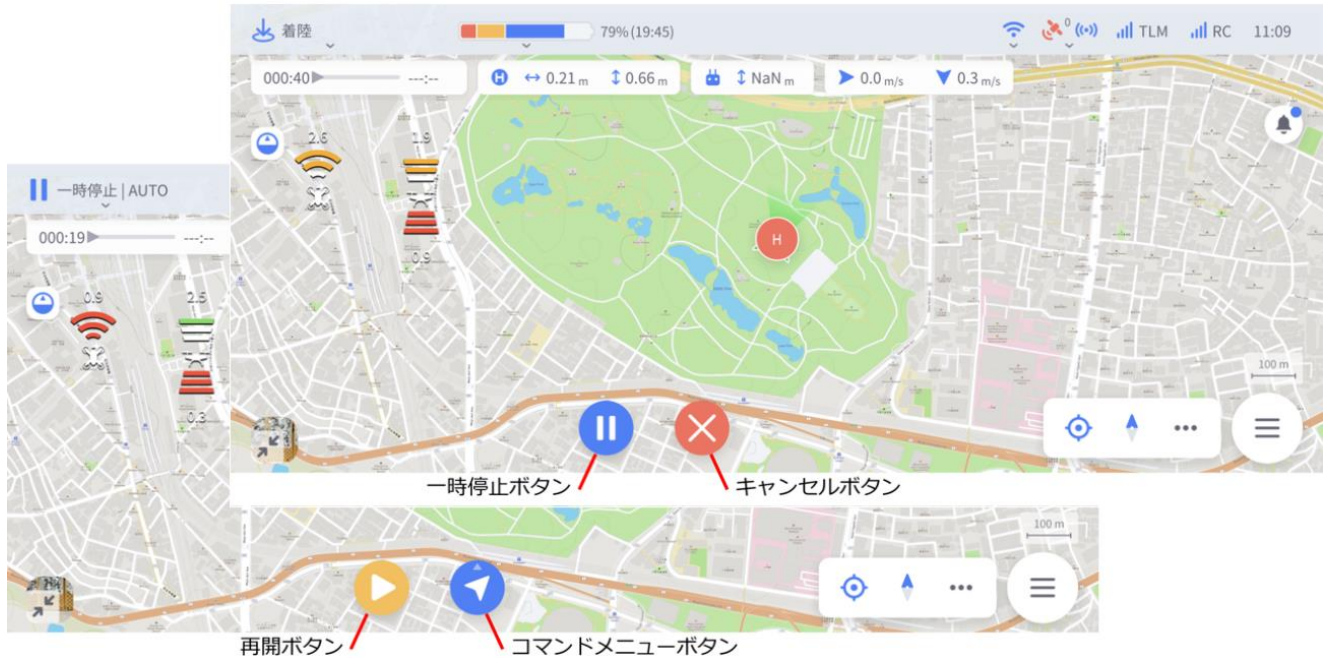 着陸
79% (19:45)
0
TLM
RC
11:09
000:40
---:--
H
0.21 m
0.66 m
NaN m
0.0 m/s
0.3 m/s
2.6
1.9
0.9
H
100 m
一時停止ボタン
キャンセルボタン
一時停止 | AUTO
000:19
---:--
0.9
2.5
0.3
100 m
再開ボタン
コマンドメニューボタン